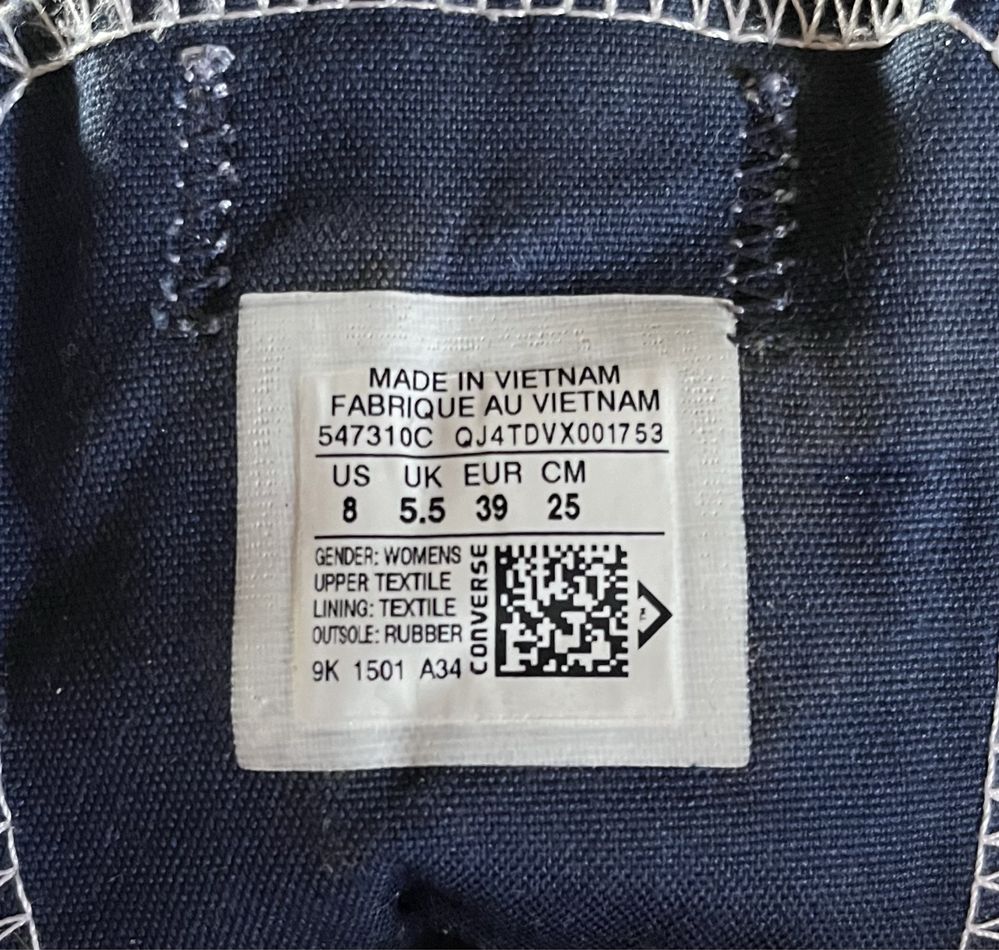 MADE IN VIETNAM
FABRIQUE AU VIETNAM
547310C QJ4TDVX001753
US UK EUR CM
8 5.5 39 25
GENDER: WOMENS
UPPER TEXTILE
LINING: TEXTILE
OUTSOLE: RUBBER
9K 1501 A34
CONVERSE
TM